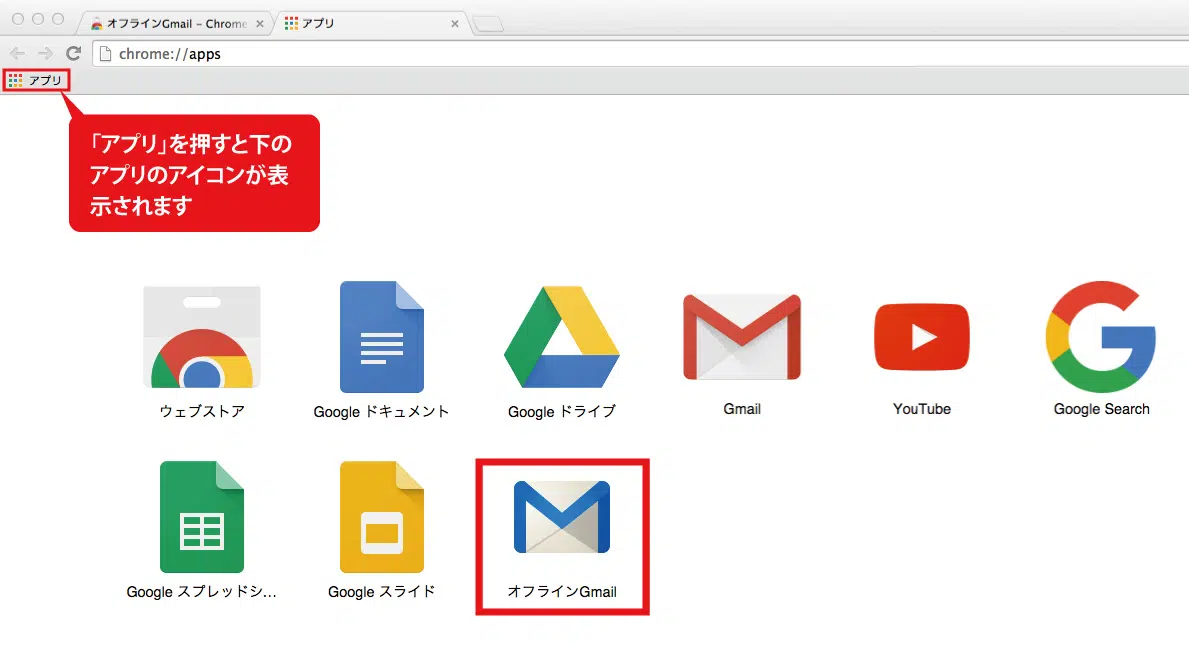 オフラインGmail – Chrome
アプリ
chrome://apps
アプリ
「アプリ」を押すと下の
アプリのアイコンが表
示されます
ウェブストア
Google ドキュメント
Google ドライブ
Gmail
YouTube
Google Search
Google スプレッドシ...
Google スライド
オフラインGmail